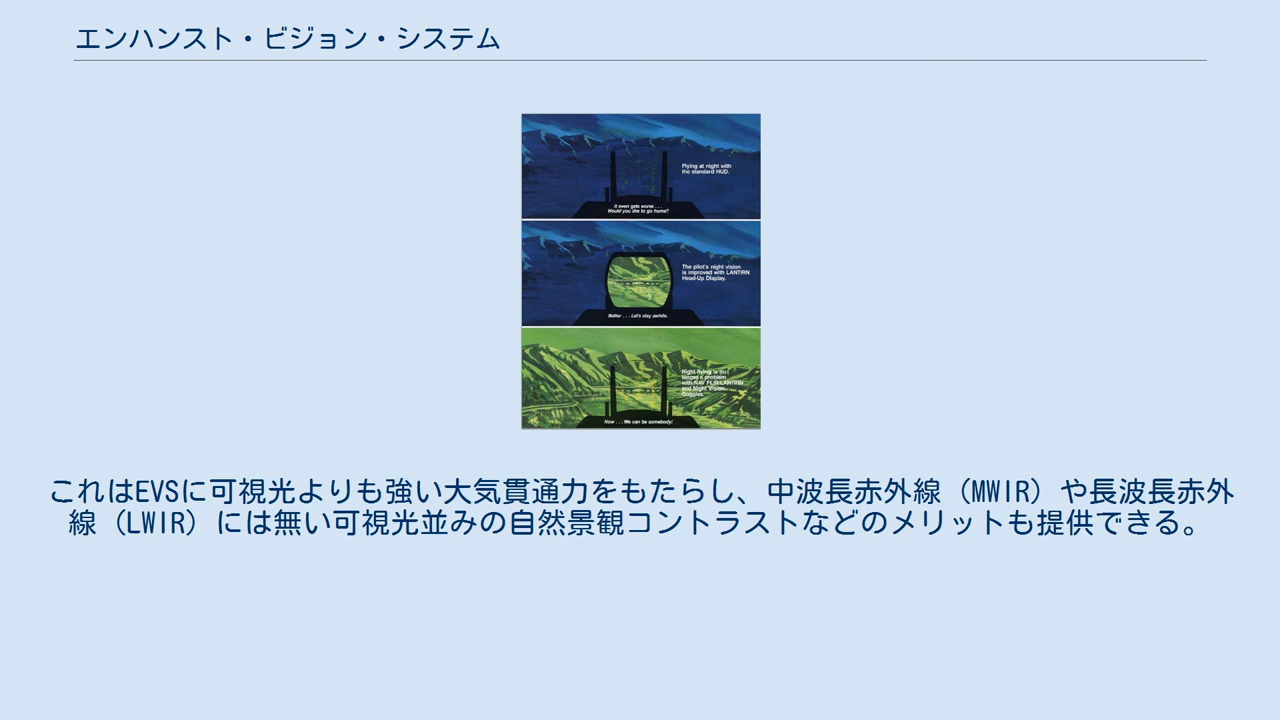 エンハンスト・ビジョン・システム
Flying at night with
the standard HUD.
It even gets worse . . .
Would you like to go home?
The pilot's night vision
is improved with LANTIRN
Head-Up Display.
Better . . . Let's stay awhile.
Night flying is no
longer a problem
with NAV FLIR/LANTIRN
and Night Vision
Goggles.
Now . . . We can be somebody!
これはEVSに可視光よりも強い大気貫通力をもたらし、中波長赤外線（MWIR）や長波長赤外
線（LWIR）には無い可視光並みの自然景観コントラストなどのメリットも提供できる。